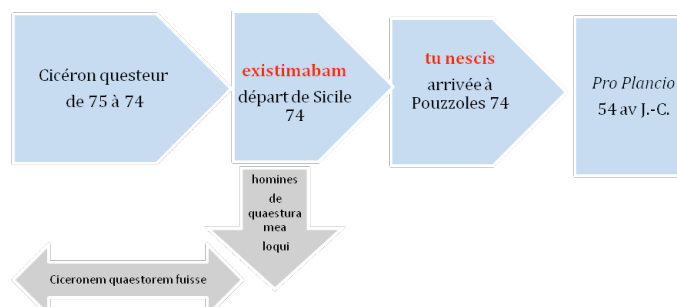 Cicéron questeur
de 75 à 74
existimabam
départ de Sicile
74
tu nescis
arrivée à
Pouzzoles 74
Pro Plancio
54 av J.-C.
homines
de
quaestura
mea
loqui
Ciceronem quaestorem fuisse